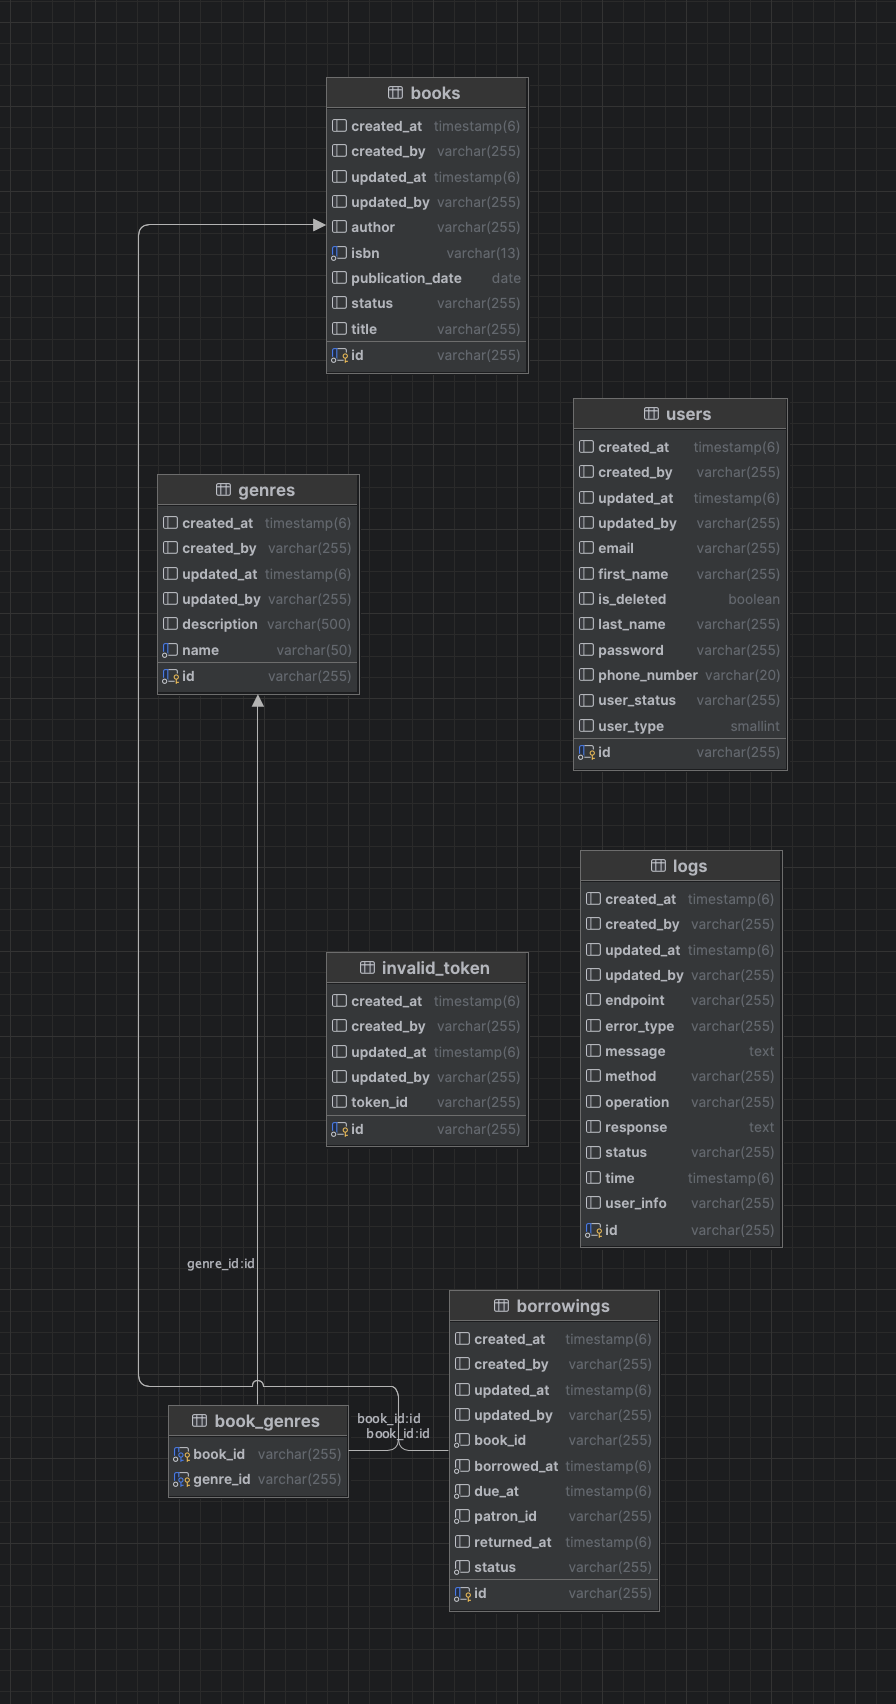 books
created_at timestamp(6)
created_by varchar(255)
updated_at timestamp(6)
updated_by varchar(255)
author varchar(255)
isbn varchar(13)
publication_date date
status varchar(255)
title varchar(255)
id varchar(255)
users
created_at timestamp(6)
created_by varchar(255)
updated_at timestamp(6)
updated_by varchar(255)
email varchar(255)
first_name varchar(255)
is_deleted boolean
last_name varchar(255)
password varchar(255)
phone_number varchar(20)
user_status varchar(255)
user_type smallint
id varchar(255)
genres
created_at timestamp(6)
created_by varchar(255)
updated_at timestamp(6)
updated_by varchar(255)
description varchar(500)
name varchar(50)
id varchar(255)
logs
created_at timestamp(6)
created_by varchar(255)
updated_at timestamp(6)
updated_by varchar(255)
endpoint varchar(255)
error_type varchar(255)
message text
method varchar(255)
operation varchar(255)
response text
status varchar(255)
time timestamp(6)
user_info varchar(255)
id varchar(255)
invalid_token
created_at timestamp(6)
created_by varchar(255)
updated_at timestamp(6)
updated_by varchar(255)
token_id varchar(255)
id varchar(255)
genre_id:id
borrowings
created_at timestamp(6)
created_by varchar(255)
updated_at timestamp(6)
updated_by varchar(255)
book_id varchar(255)
borrowed_at timestamp(6)
due_at timestamp(6)
patron_id varchar(255)
returned_at timestamp(6)
status varchar(255)
id varchar(255)
book_genres
book_id varchar(255)
genre_id varchar(255)
book_id:id
book_id:id